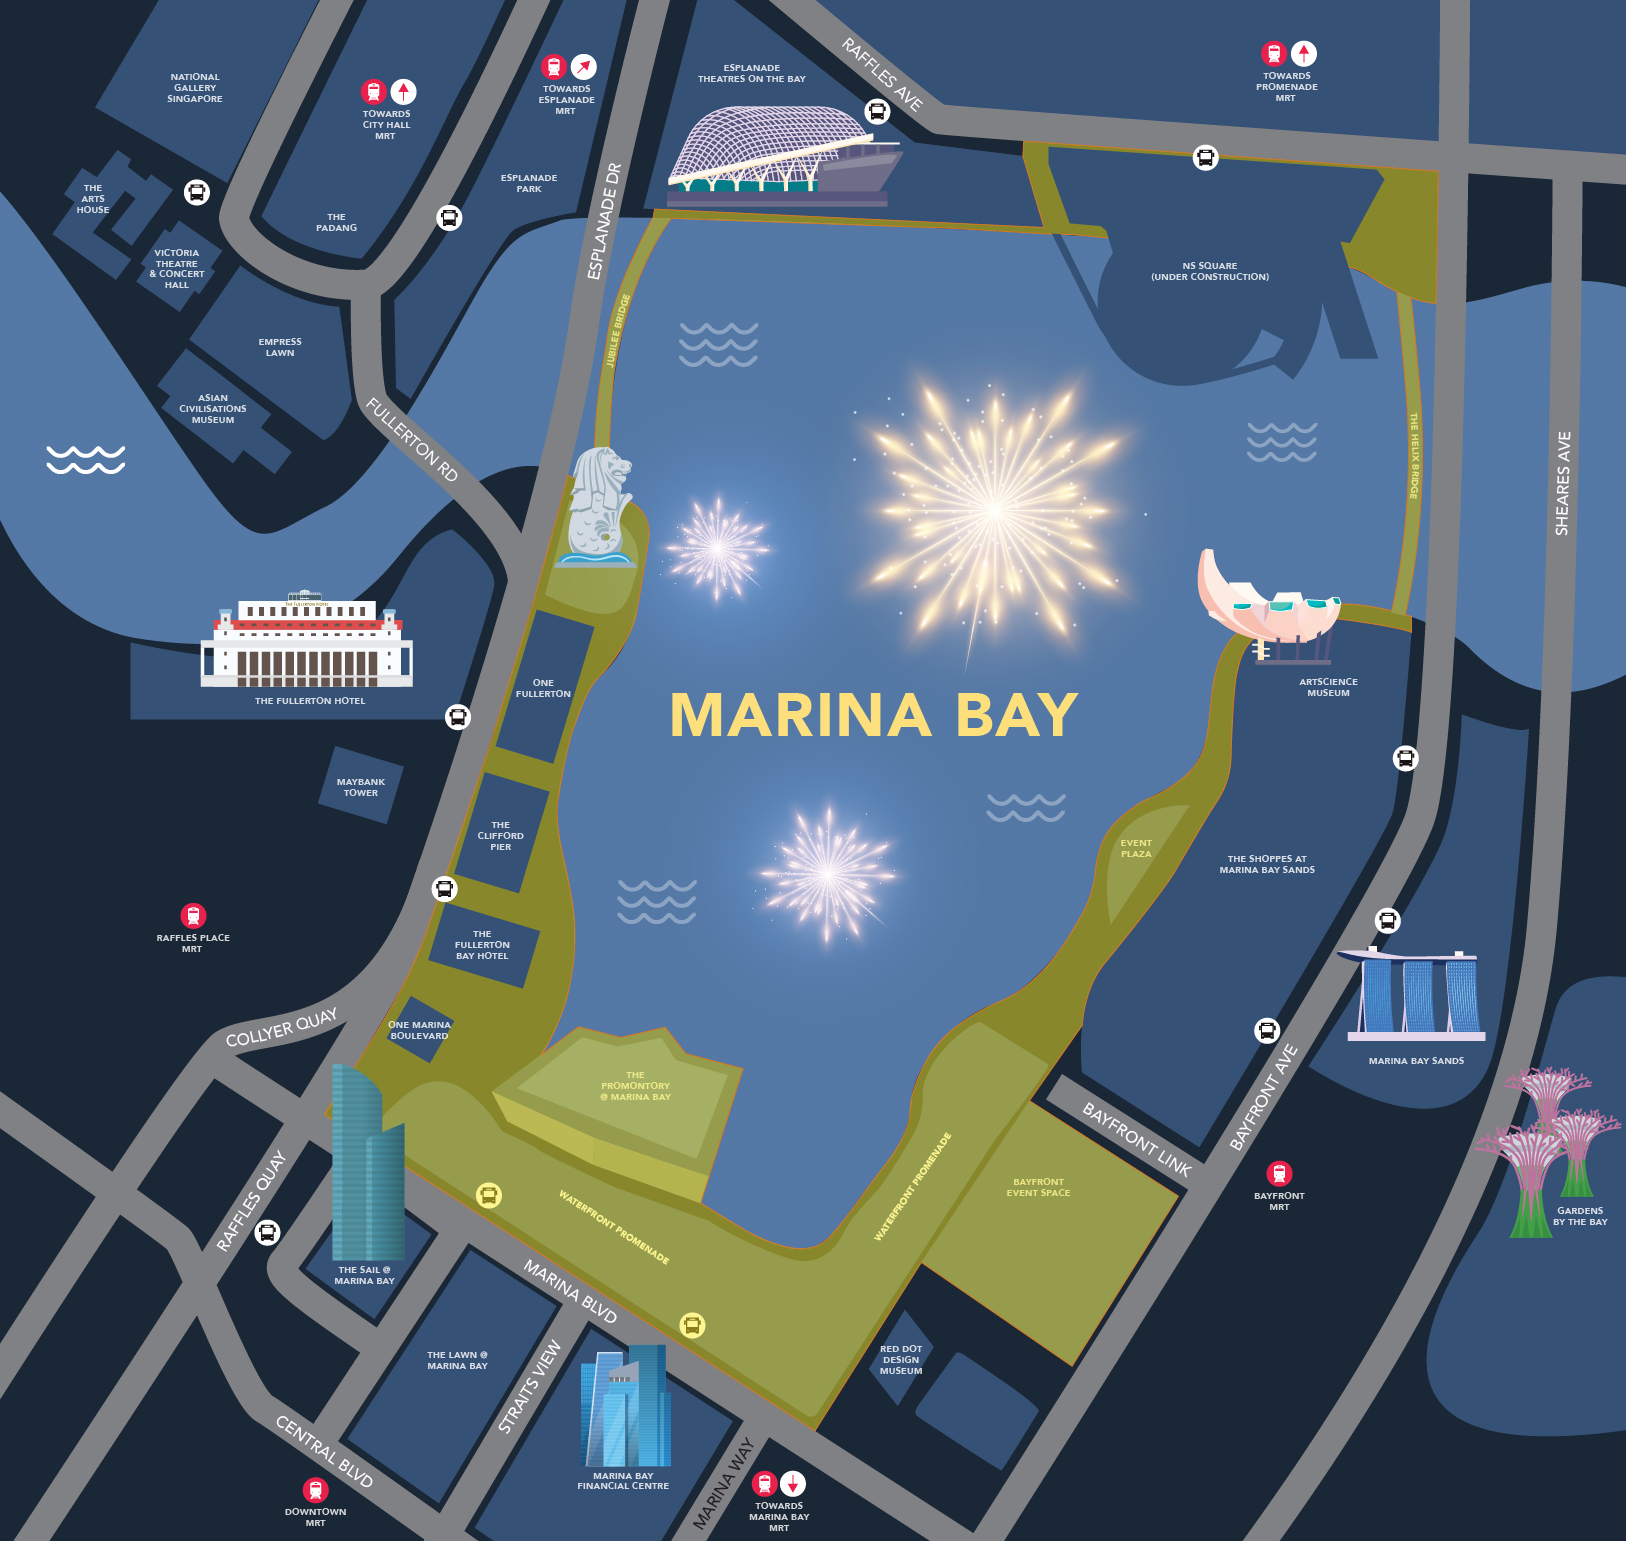 RAFFLES AVE
ESPLANADE
THEATRES ON THE BAY
TOWARDS
PROMENADE
MRT
NATIONAL
GALLERY
SINGAPORE
TOWARDS
CITY HALL
MRT
TOWARDS
ESPLANADE
MRT
ESPLANADE
PARK
THE
ARTS
HOUSE
THE
PADANG
ESPLANADE DR
VICTORIA
THEATRE
& CONCERT
HALL
NS SQUARE
(UNDER CONSTRUCTION)
EMPRESS
LAWN
JUBILEE BRIDGE
ASIAN
CIVILISATIONS
MUSEUM
FULLERTON RD
THE HELIX BRIDGE
SHEARES AVE
THE FULLERTON HOTEL
THE FULLERTON HOTEL
ONE
FULLERTON
MARINA BAY
ARTSCIENCE
MUSEUM
MAYBANK
TOWER
THE
CLIFFORD
PIER
EVENT
PLAZA
THE SHOPPES AT
MARINA BAY SANDS
RAFFLES PLACE
MRT
THE
FULLERTON
BAY HOTEL
COLLYER QUAY
ONE MARINA
BOULEVARD
MARINA BAY SANDS
THE
PROMONTORY
@ MARINA BAY
BAYFRONT AVE
BAYFRONT LINK
RAFFLES QUAY
WATERFRONT PROMENADE
WATERFRONT PROMENADE
BAYFRONT
EVENT SPACE
BAYFRONT
MRT
GARDENS
BY THE BAY
THE SAIL @
MARINA BAY
MARINA BLVD
THE LAWN @
MARINA BAY
STRAITS VIEW
RED DOT
DESIGN
MUSEUM
CENTRAL BLVD
MARINA BAY
FINANCIAL CENTRE
MARINA WAY
DOWNTOWN
MRT
TOWARDS
MARINA BAY
MRT